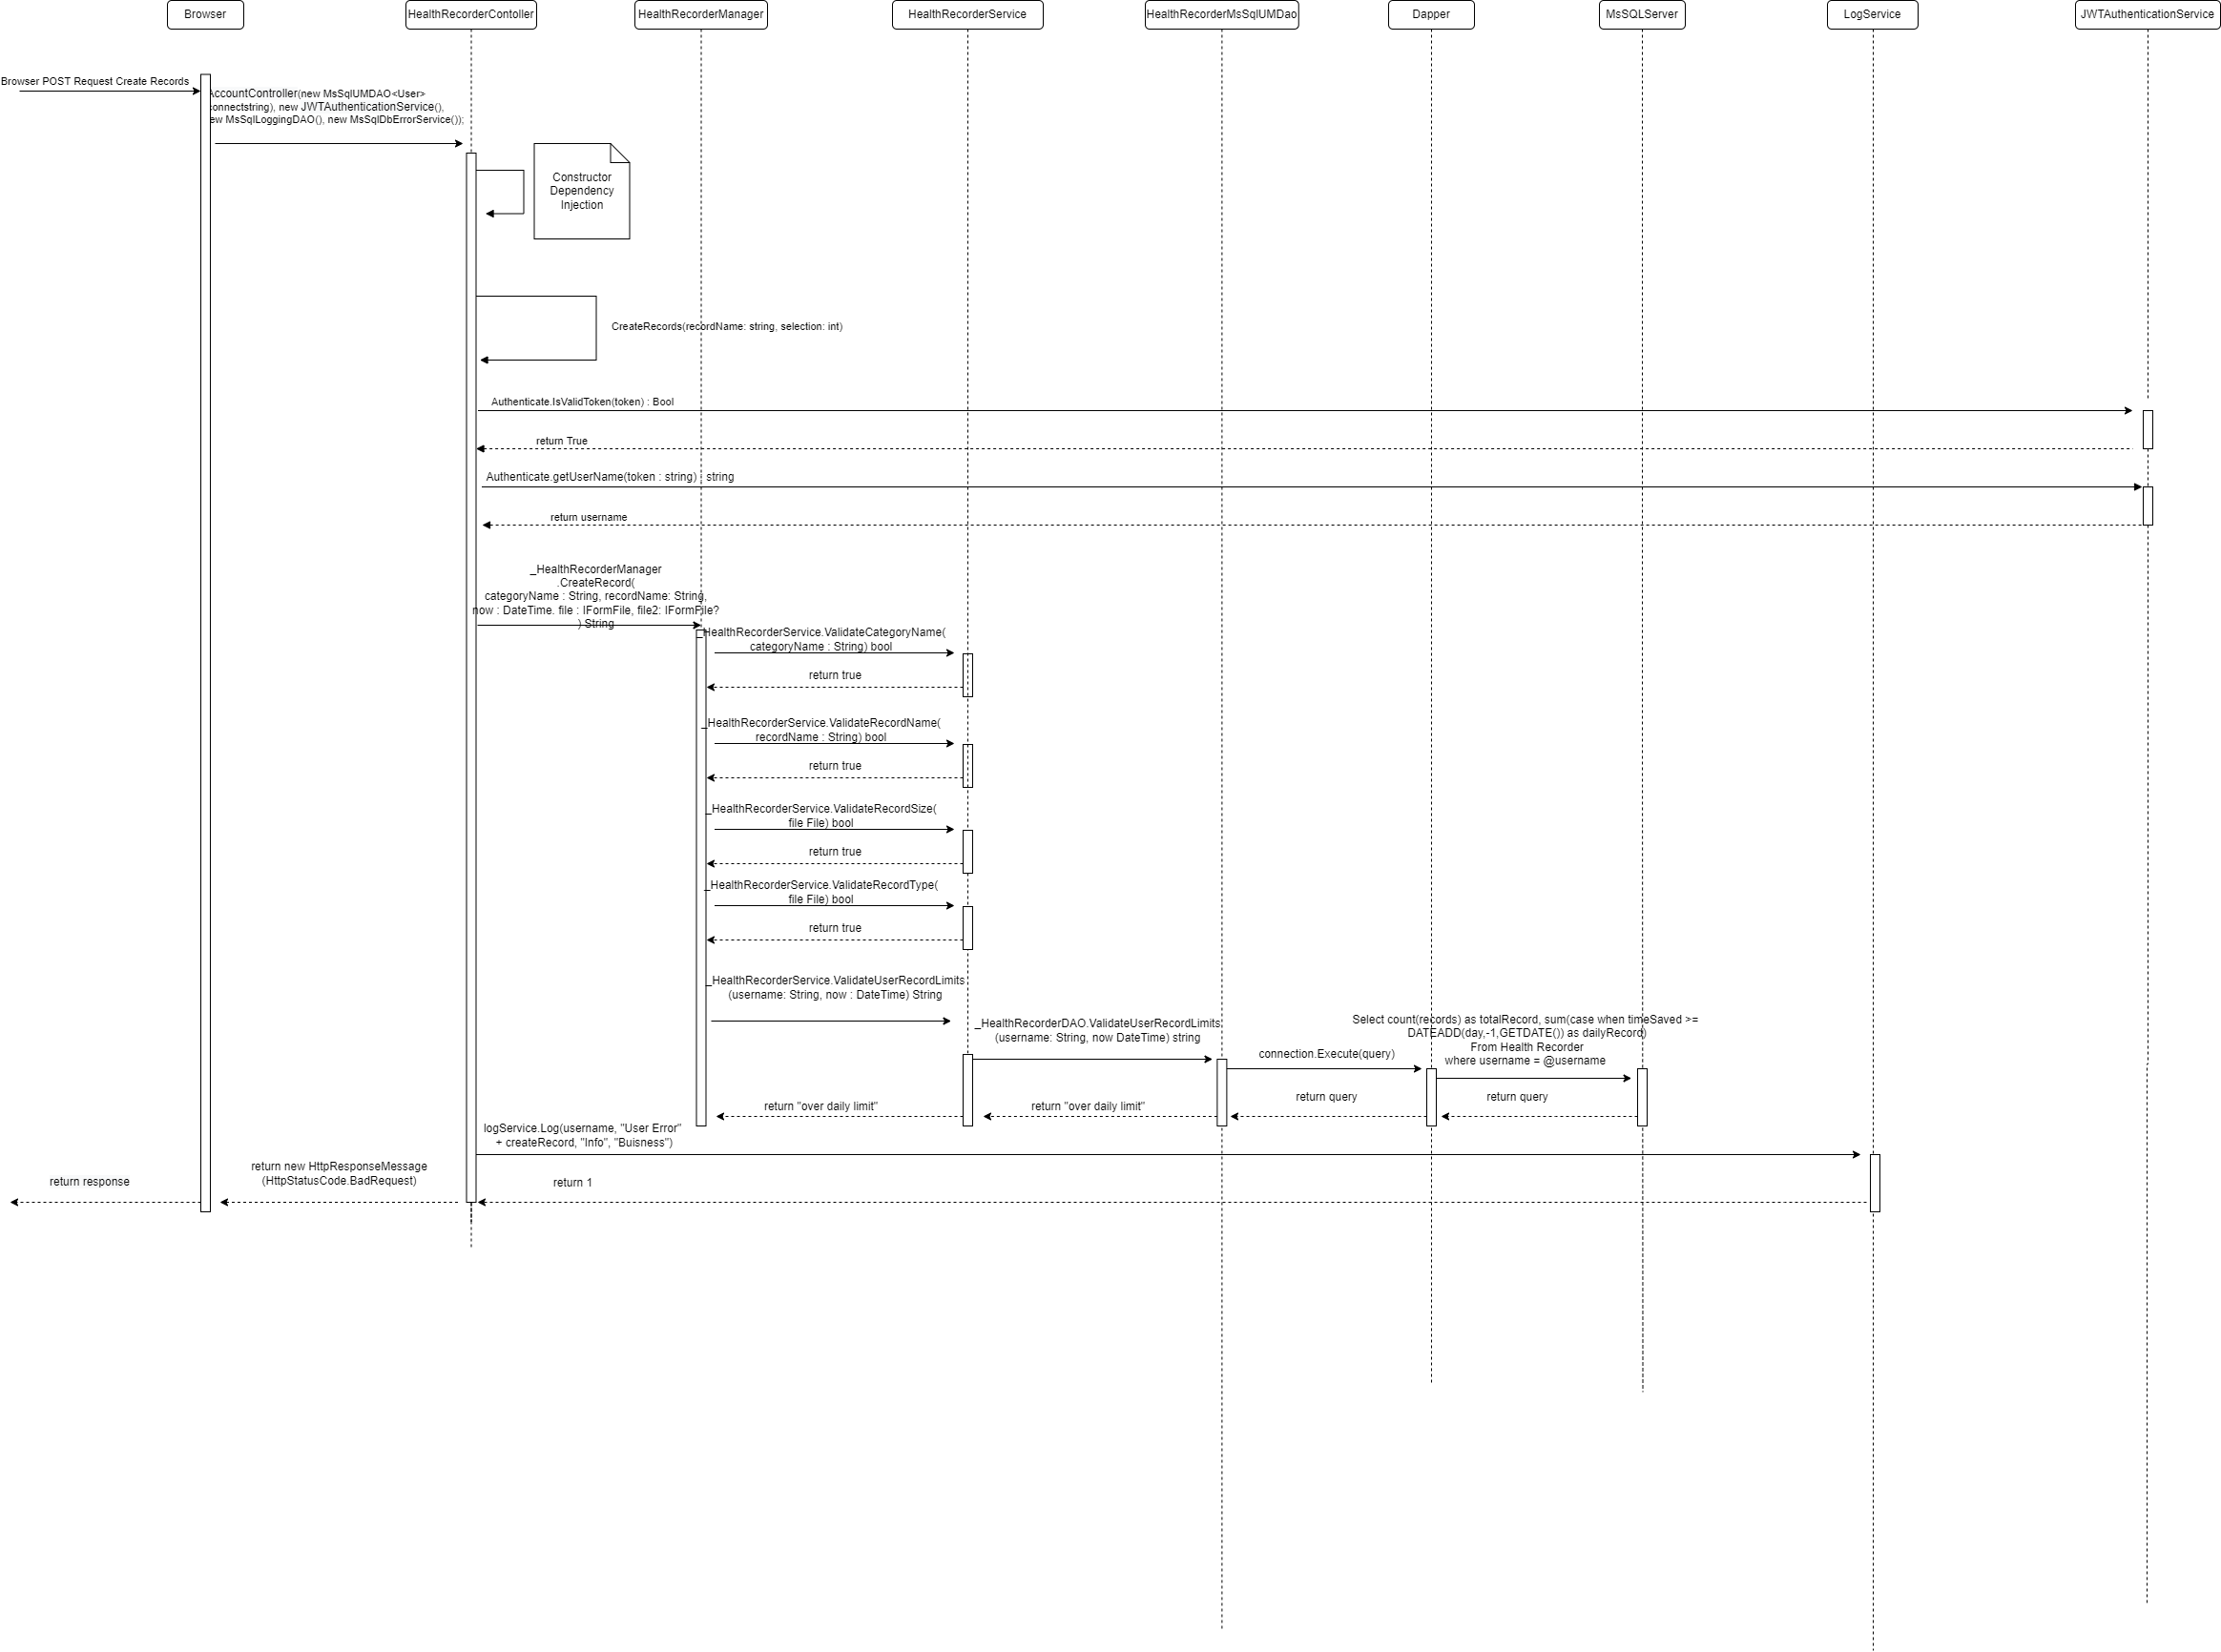 Browser
HealthRecorderContoller
HealthRecorderManager
HealthRecorderService
HealthRecorderMsSqlUMDao
Dapper
MsSQLServer
LogService
JWTAuthenticationService
Browser POST Request Create Records
AccountController(new MsSqlUMDAO<User>
connectstring), new JWTAuthenticationService(),
ew MsSqlLoggingDAO(), new MsSqlDbErrorService());
Constructor
Dependency
Injection
CreateRecords(recordName: string, selection: int)
Authenticate.IsValidToken(token) : Bool
return True
Authenticate.getUserName(token : string) : string
return username
_HealthRecorderManager
.CreateRecord(
categoryName : String, recordName: String,
now : DateTime. file : IFormFile, file2: IFormFile?
) String
_HealthRecorderService.ValidateCategoryName(
categoryName : String) bool
return true
_HealthRecorderService.ValidateRecordName(
recordName : String) bool
return true
_HealthRecorderService.ValidateRecordSize(
file File) bool
return true
_HealthRecorderService.ValidateRecordType(
file File) bool
return true
_HealthRecorderService.ValidateUserRecordLimits
(username: String, now : DateTime) String
_HealthRecorderDAO.ValidateUserRecordLimits
(username: String, now DateTime) string
connection.Execute(query)
Select count(records) as totalRecord, sum(case when timeSaved >=
DATEADD(day,-1,GETDATE()) as dailyRecord)
From Health Recorder
where username = @username
return query
return query
return "over daily limit"
return "over daily limit"
logService.Log(username, "User Error"
+ createRecord, "Info", "Buisness")
return 1
return new HttpResponseMessage
(HttpStatusCode.BadRequest)
return response